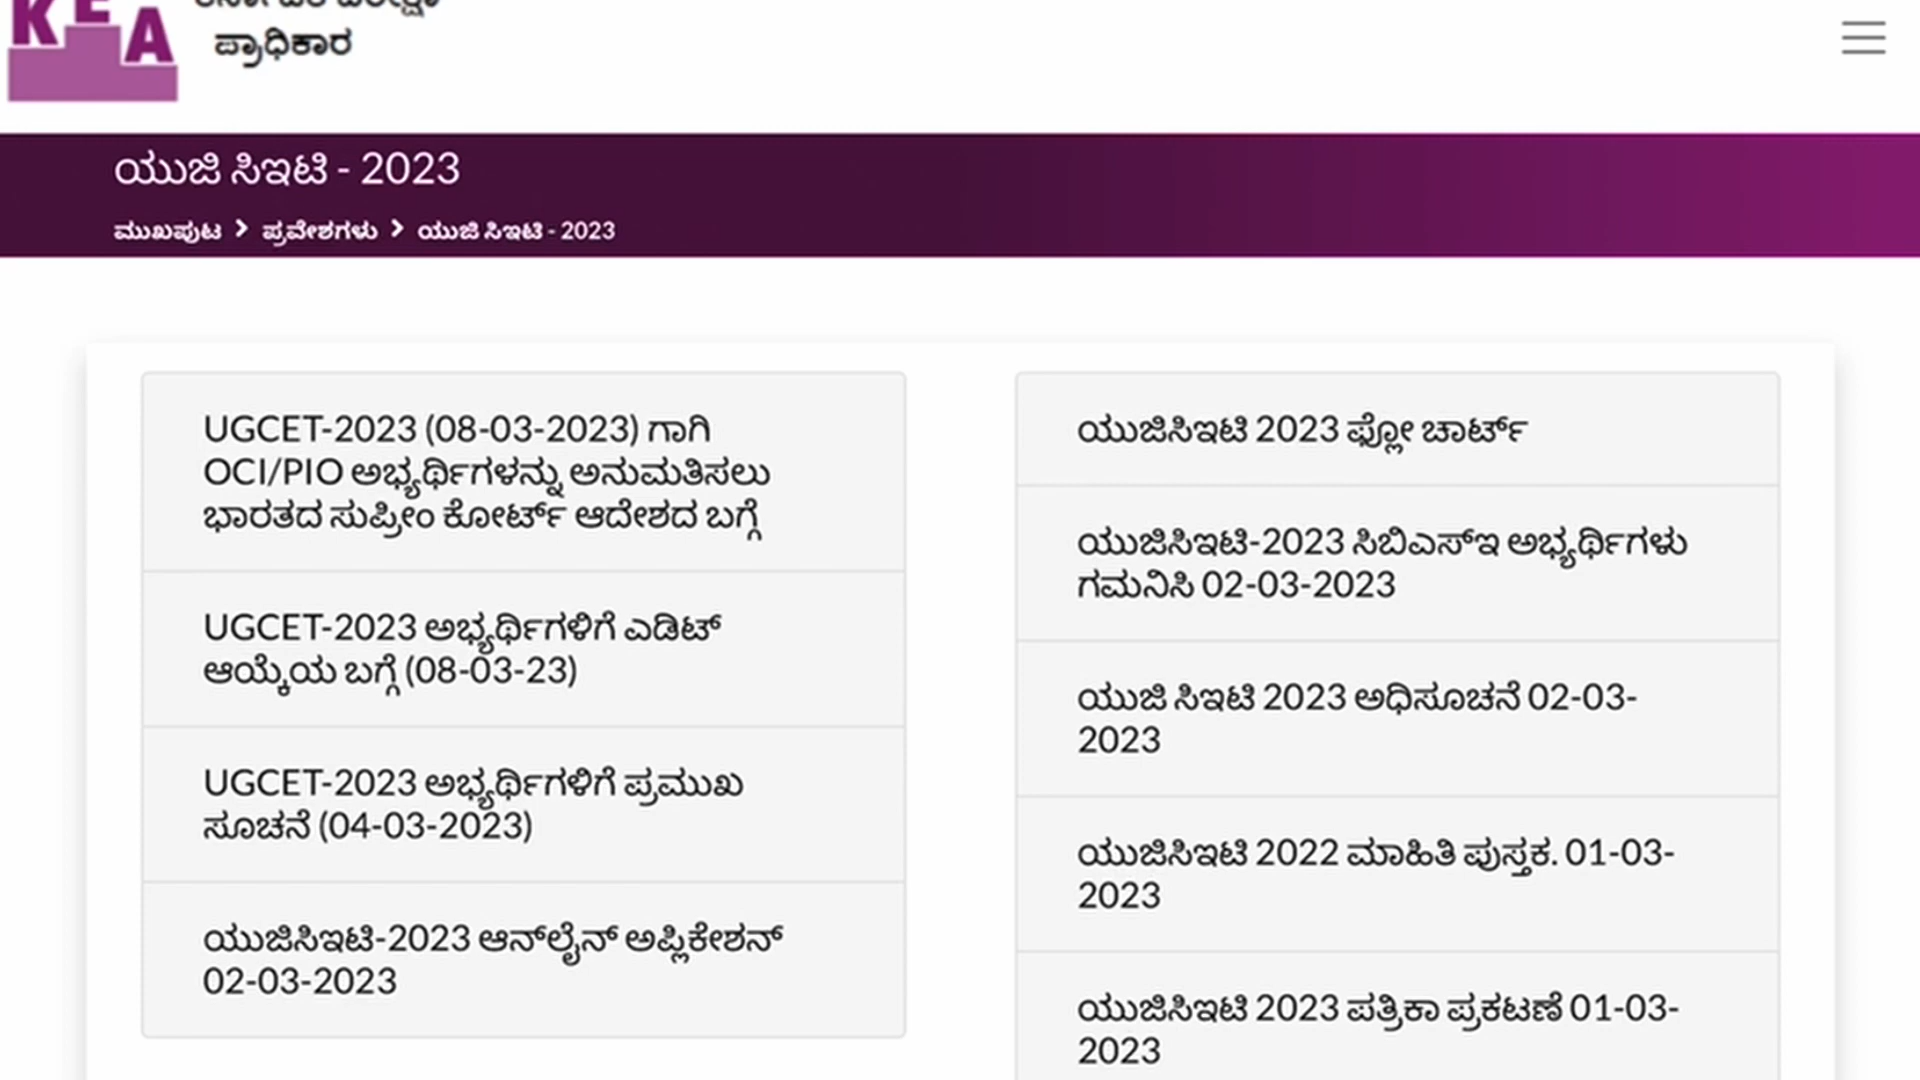 KEA
ಪ್ರಾಧಿಕಾರ
ಯುಜಿ ಸಿಇಟಿ - 2023
ಮುಖಪುಟ > ಪ್ರವೇಶಗಳು > ಯುಜಿ ಸಿಇಟಿ - 2023
UGCET-2023 (08-03-2023) ಗಾಗಿ
OCI/PIO ಅಭ್ಯರ್ಥಿಗಳನ್ನು ಅನುಮತಿಸಲು
ಭಾರತದ ಸುಪ್ರೀಂ ಕೋರ್ಟ್ ಆದೇಶದ ಬಗ್ಗೆ
UGCET-2023 ಅಭ್ಯರ್ಥಿಗಳಿಗೆ ಎಡಿಟ್
ಆಯ್ಕೆಯ ಬಗ್ಗೆ (08-03-23)
UGCET-2023 ಅಭ್ಯರ್ಥಿಗಳಿಗೆ ಪ್ರಮುಖ
ಸೂಚನೆ (04-03-2023)
ಯುಜಿಸಿಇಟಿ-2023 ಆನ್‌ಲೈನ್ ಅಪ್ಲಿಕೇಶನ್
02-03-2023
ಯುಜಿಸಿಇಟಿ 2023 ಫ್ಲೋ ಚಾರ್ಟ್
ಯುಜಿಸಿಇಟಿ-2023 ಸಿಬಿಎಸ್‌ಇ ಅಭ್ಯರ್ಥಿಗಳು
ಗಮನಿಸಿ 02-03-2023
ಯುಜಿ ಸಿಇಟಿ 2023 ಅಧಿಸೂಚನೆ 02-03-
2023
ಯುಜಿಸಿಇಟಿ 2022 ಮಾಹಿತಿ ಪುಸ್ತಕ. 01-03-
2023
ಯುಜಿಸಿಇಟಿ 2023 ಪತ್ರಿಕಾ ಪ್ರಕಟಣೆ 01-03-
2023